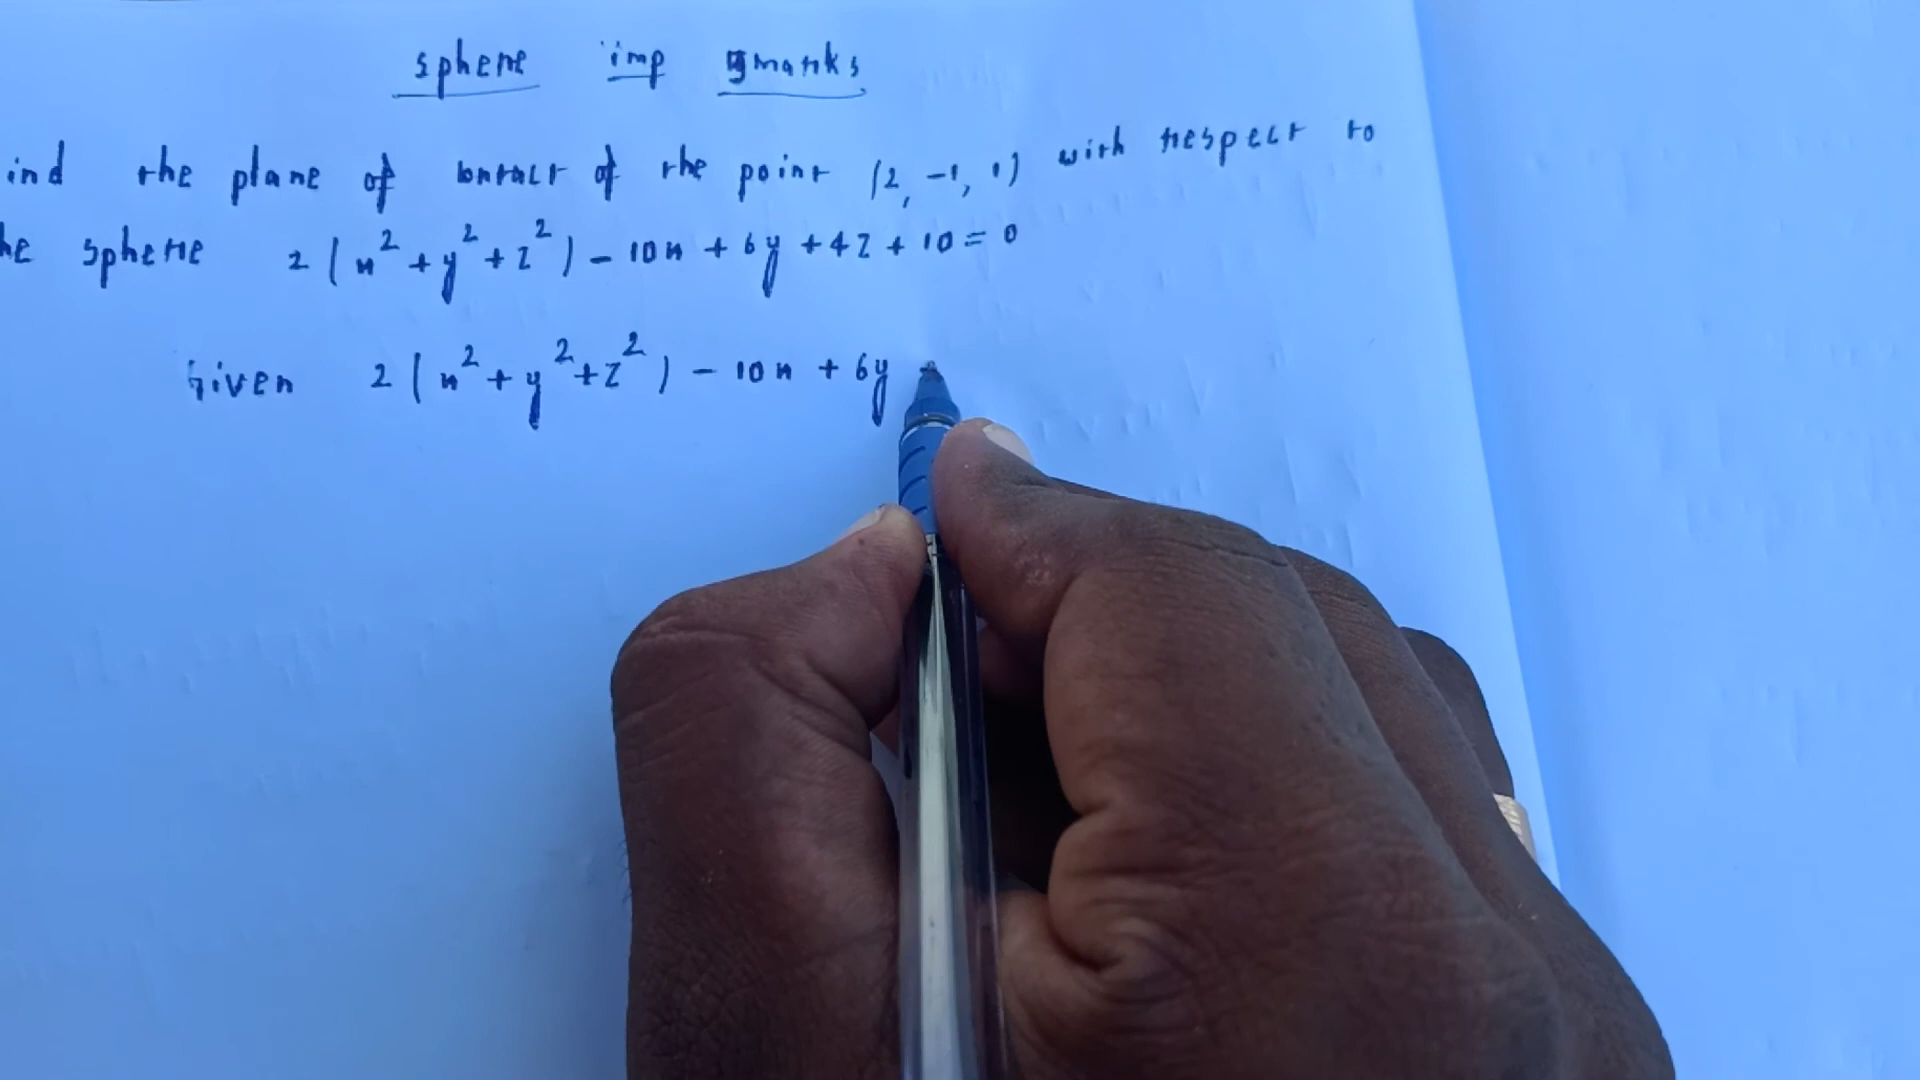 sphere imp 5marks
ind the plane of contact of the point (2, -1, 1) with respect to
he sphere 2(x²+y²+z²)-10x+6y+4z+10=0
Given 2(x²+y²+z²)-10x+6y